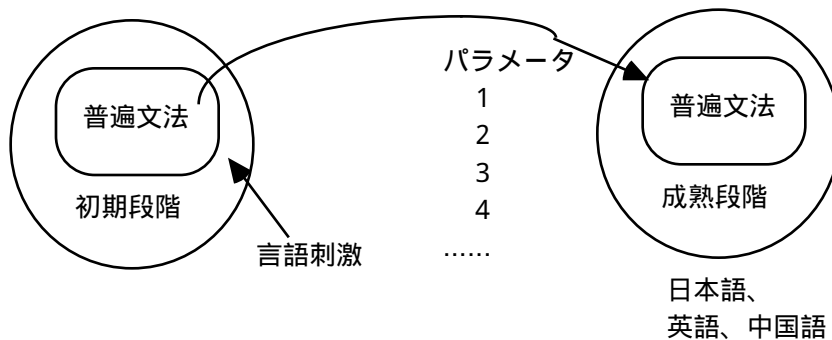 普遍文法
初期段階
言語刺激
パラメータ
1
2
3
4
......
普遍文法
成熟段階
日本語、
英語、中国語